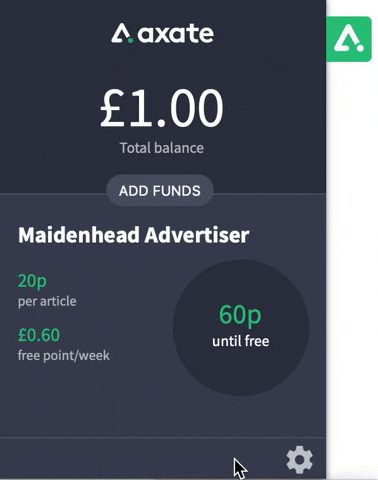 axate
£1.00
Total balance
ADD FUNDS
Maidenhead Advertiser
20p
per article
£0.60
free point/week
60p
until free